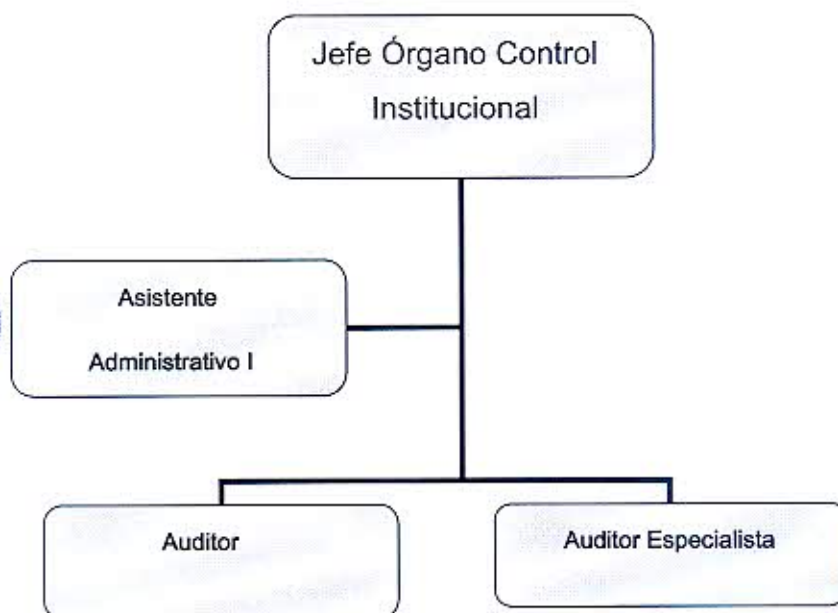 Jefe Órgano Control
Institucional
Asistente
Administrativo I
Auditor
Auditor Especialista